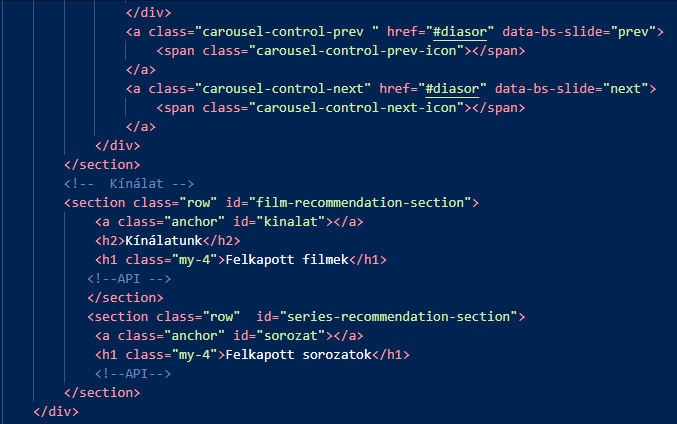 </div>
<a class="carousel-control-prev " href="#diasor" data-bs-slide="prev">
<span class="carousel-control-prev-icon"></span>
</a>
<a class="carousel-control-next" href="#diasor" data-bs-slide="next">
<span class="carousel-control-next-icon"></span>
</a>
</div>
</section>
<!--  Kínálat -->
<section class="row" id="film-recommendation-section">
<a class="anchor" id="kinalat"></a>
<h2>Kínálatunk</h2>
<h1 class="my-4">Felkapott filmek</h1>
<!--API -->
</section>
<section class="row"  id="series-recommendation-section">
<a class="anchor" id="sorozat"></a>
<h1 class="my-4">Felkapott sorozatok</h1>
<!--API-->
</section>
</div>